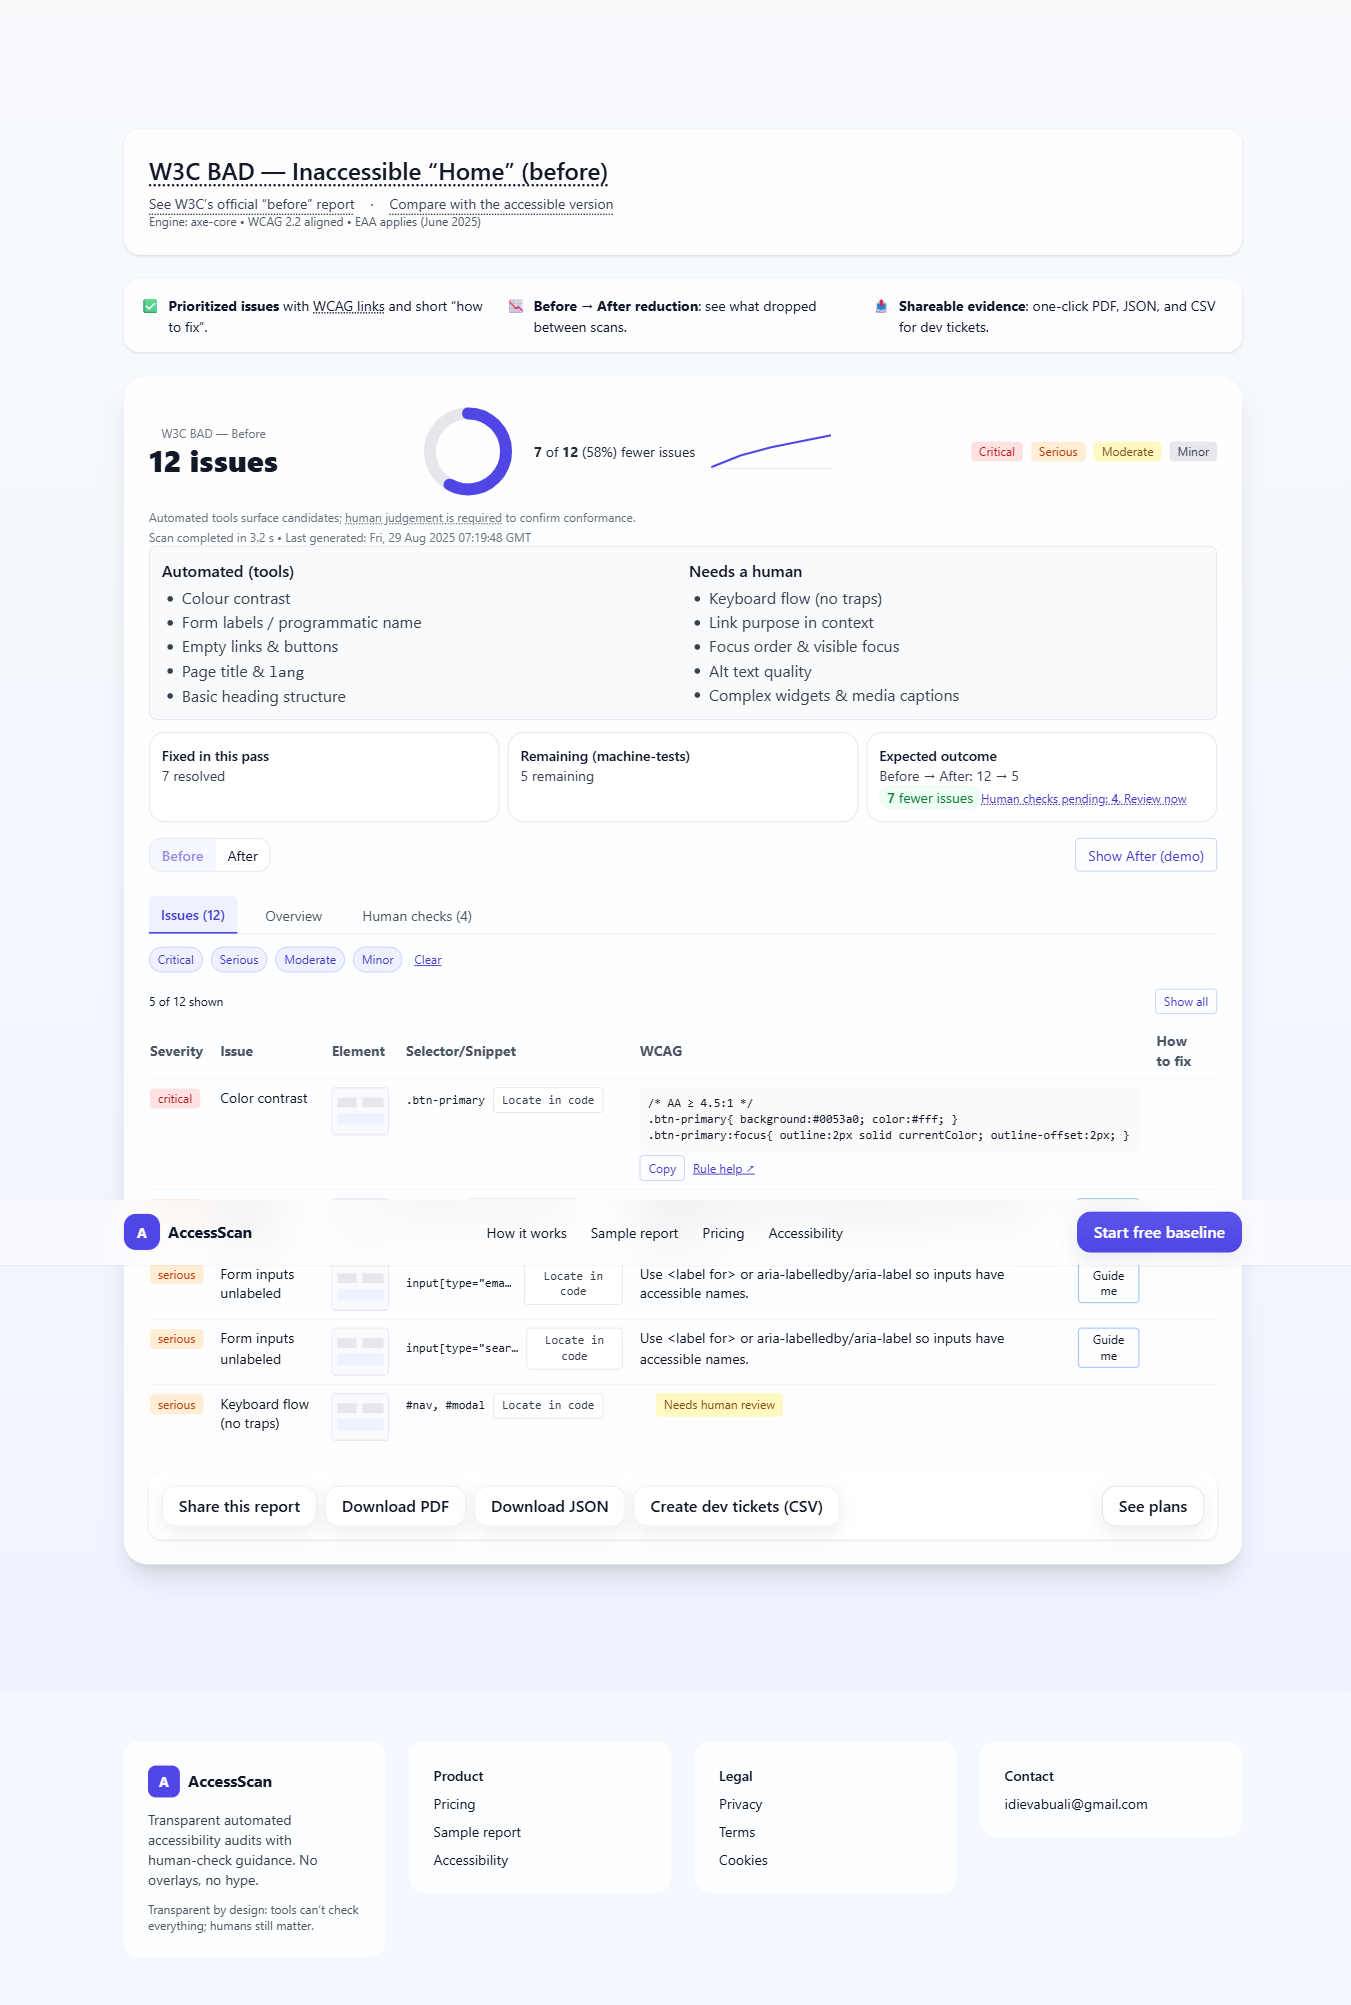 W3C BAD — Inaccessible “Home” (before)
See W3C’s official “before” report · Compare with the accessible version
Engine: axe-core • WCAG 2.2 aligned • EAA applies (June 2025)
Prioritized issues with WCAG links and short “how
to fix”.
Before → After reduction: see what dropped
between scans.
Shareable evidence: one-click PDF, JSON, and CSV
for dev tickets.
W3C BAD — Before
12 issues
7 of 12 (58%) fewer issues
Critical Serious Moderate Minor
Automated tools surface candidates; human judgement is required to confirm conformance.
Scan completed in 3.2 s • Last generated: Fri, 29 Aug 2025 07:19:48 GMT
Automated (tools)
• Colour contrast
• Form labels / programmatic name
• Empty links & buttons
• Page title & lang
• Basic heading structure
Needs a human
• Keyboard flow (no traps)
• Link purpose in context
• Focus order & visible focus
• Alt text quality
• Complex widgets & media captions
Fixed in this pass
7 resolved
Remaining (machine-tests)
5 remaining
Expected outcome
Before → After: 12 → 5
7 fewer issues Human checks pending: 4. Review now
Before After
Show After (demo)
Issues (12) Overview Human checks (4)
Critical Serious Moderate Minor Clear
5 of 12 shown
Show all
Severity Issue Element Selector/Snippet WCAG How
to fix
critical Color contrast .btn-primary Locate in code
/* AA ≥ 4.5:1 */
.btn-primary{ background:#0053a0; color:#fff; }
.btn-primary:focus{ outline:2px solid currentColor; outline-offset:2px; }
Copy Rule help ↗
A AccessScan How it works Sample report Pricing Accessibility Start free baseline
serious Form inputs
unlabeled
input[type="ema… Locate in
code
Use <label for> or aria-labelledby/aria-label so inputs have
accessible names.
Guide
me
serious Form inputs
unlabeled
input[type="sear… Locate in
code
Use <label for> or aria-labelledby/aria-label so inputs have
accessible names.
Guide
me
serious Keyboard flow
(no traps)
#nav, #modal Locate in code
Needs human review
Share this report Download PDF Download JSON Create dev tickets (CSV) See plans
A AccessScan
Transparent automated
accessibility audits with
human-check guidance. No
overlays, no hype.
Transparent by design: tools can’t check
everything; humans still matter.
Product
Pricing
Sample report
Accessibility
Legal
Privacy
Terms
Cookies
Contact
idievabuali@gmail.com